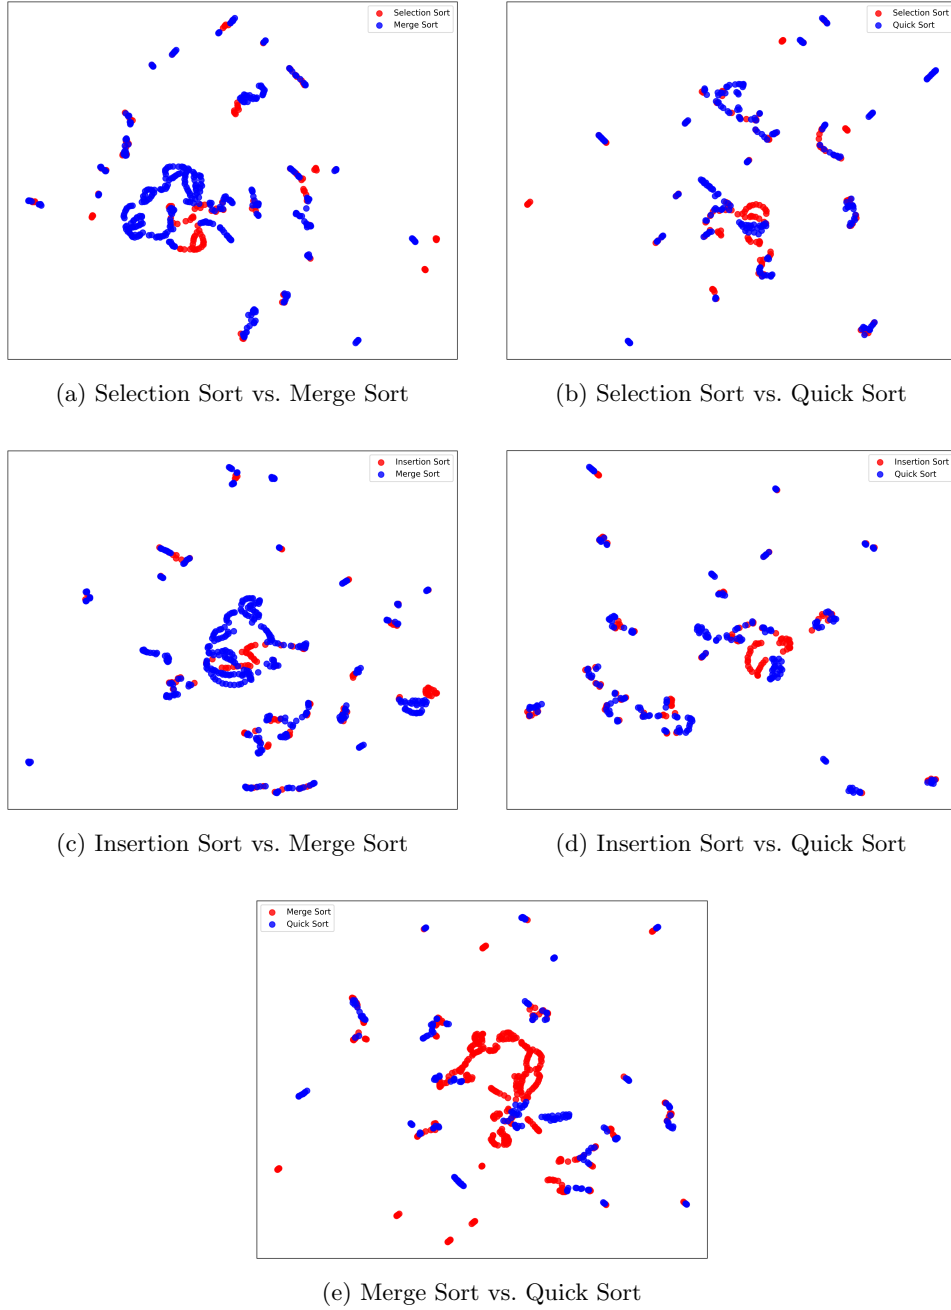 Selection Sort
Merge Sort
Selection Sort
Quick Sort
(a) Selection Sort vs. Merge Sort
(b) Selection Sort vs. Quick Sort
Insertion Sort
Merge Sort
Insertion Sort
Quick Sort
(c) Insertion Sort vs. Merge Sort
(d) Insertion Sort vs. Quick Sort
Merge Sort
Quick Sort
(e) Merge Sort vs. Quick Sort